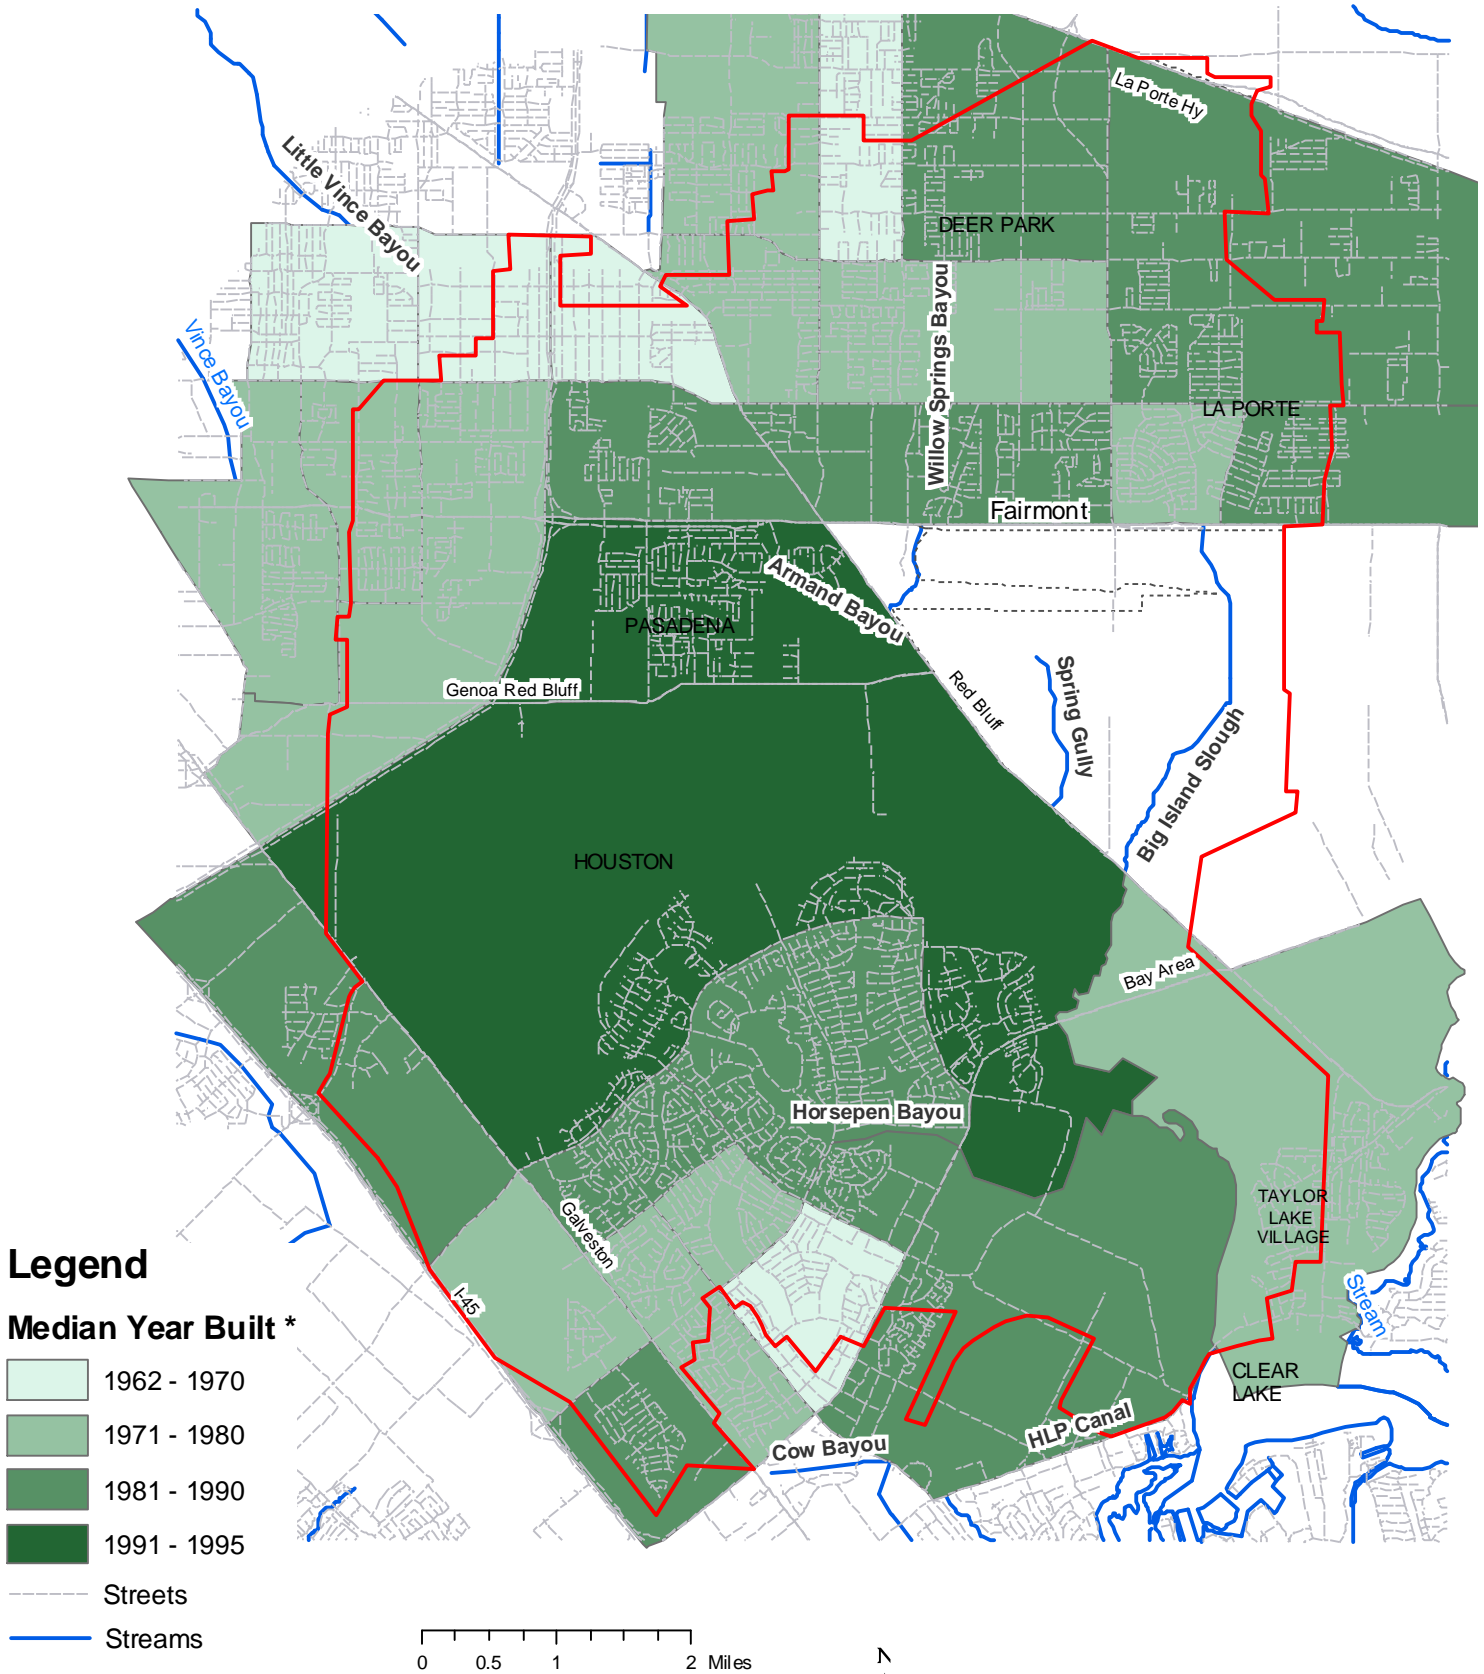 La Porte Hy
Little Vince Bayou
DEER PARK
Vince Bayou
Willow Springs Bayou
LA PORTE
Fairmont
Armand Bayou
PASADENA
Genoa Red Bluff
Red Bluff
Spring Gully
Big Island Slough
HOUSTON
Bay Area
Horsepen Bayou
Galveston
TAYLOR
LAKE
VILLAGE
I-45
Stream
CLEAR
LAKE
HLP Canal
Cow Bayou
Legend
Median Year Built *
1962 - 1970
1971 - 1980
1981 - 1990
1991 - 1995
Streets
Streams
0 0.5 1 2 Miles
N